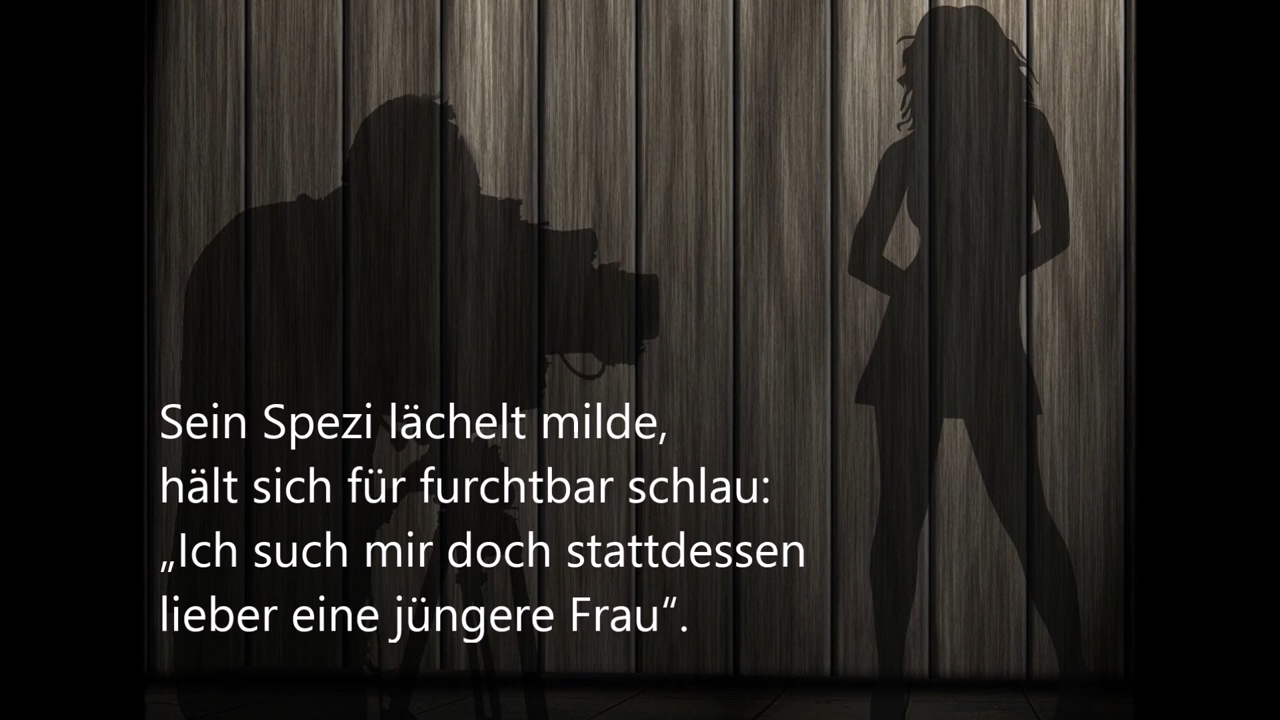 Sein Spezi lächelt milde,
hält sich für furchtbar schlau:
„Ich such mir doch stattdessen
lieber eine jüngere Frau“.